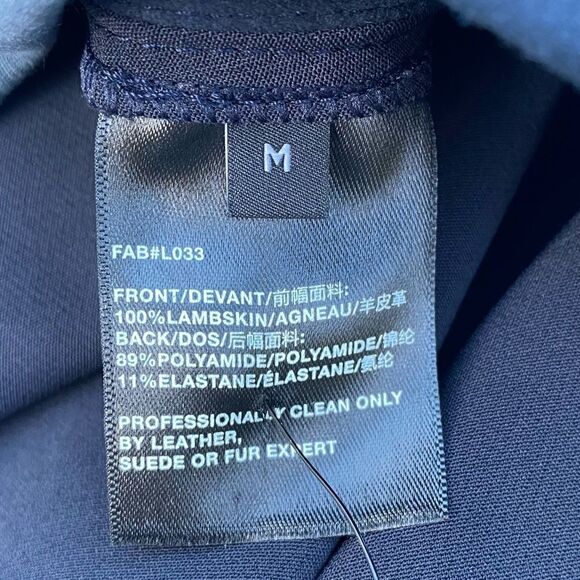 M
FAB#L033
FRONT/DEVANT/前幅面料:
100%LAMBSKIN/AGNEAU/羊皮革
BACK/DOS/后幅面料:
89%POLYAMIDE/POLYAMIDE/锦纶
11%ELASTANE/ÉLASTANE/氨纶
PROFESSIONALLY CLEAN ONLY
BY LEATHER,
SUEDE OR FUR EXPERT